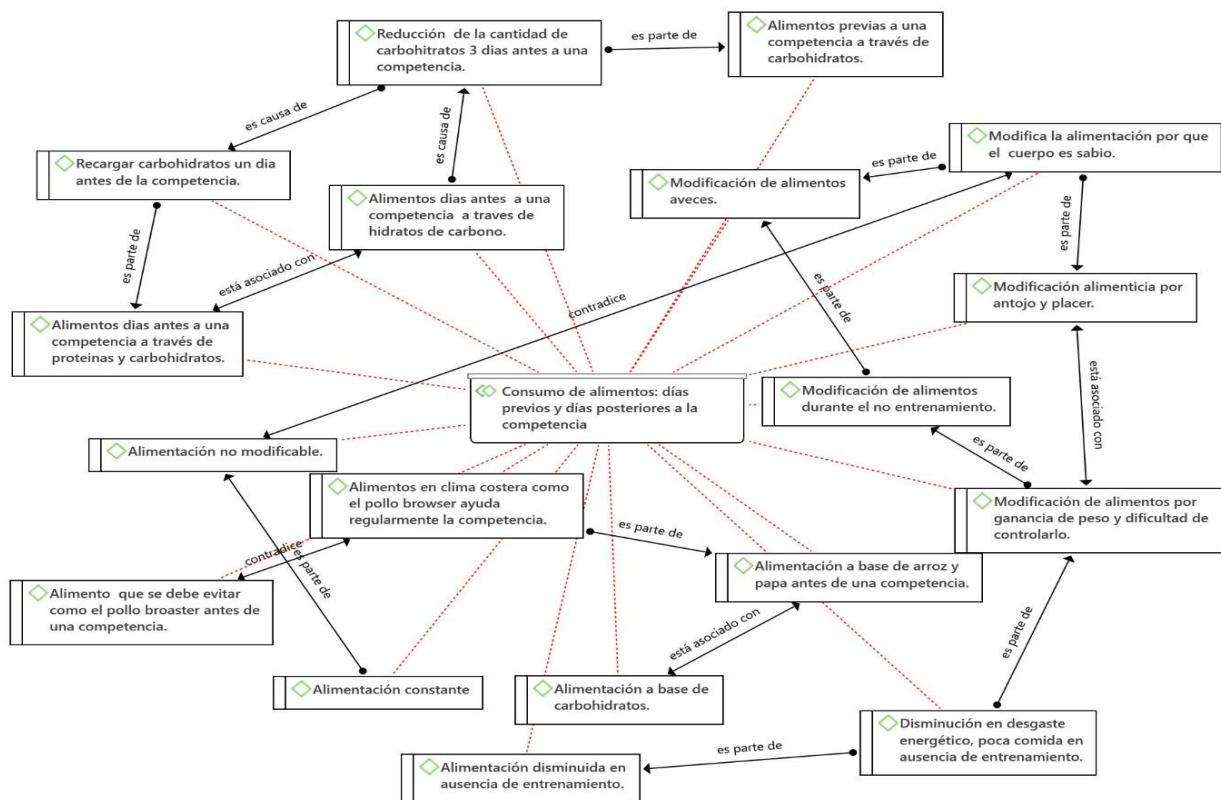 Reducción de la cantidad de
carbohitratos 3 dias antes a una
competencia.
es parte de
Alimentos previas a una
competencia a través de
carbohidratos.
es causa de
es causa de
Recargar carbohidratos un dia
antes de la competencia.
Alimentos dias antes a una
competencia a traves de
hidratos de carbono.
Modificación de alimentos
aveces.
es parte de
Modifica la alimentación por que
el cuerpo es sabio.
es parte de
está asociado con
contradice
es parte de
es parte de
Alimentos dias antes a una
competencia a través de
proteinas y carbohidratos.
Modificación alimenticia por
antojo y placer.
Consumo de alimentos: días
previos y días posteriores a la
competencia
Modificación de alimentos
durante el no entrenamiento.
está asociado con
Alimentación no modificable.
es parte de
Alimentos en clima costera como
el pollo browser ayuda
regularmente la competencia.
es parte de
Modificación de alimentos por
ganancia de peso y dificultad de
controlarlo.
contradice
es parte de
Alimentación a base de arroz y
papa antes de una competencia.
Alimento que se debe evitar
como el pollo broaster antes de
una competencia.
está asociado con
es parte de
Alimentación constante
Alimentación a base de
carbohidratos.
Disminución en desgaste
energético, poca comida en
ausencia de entrenamiento.
es parte de
Alimentación disminuida en
ausencia de entrenamiento.